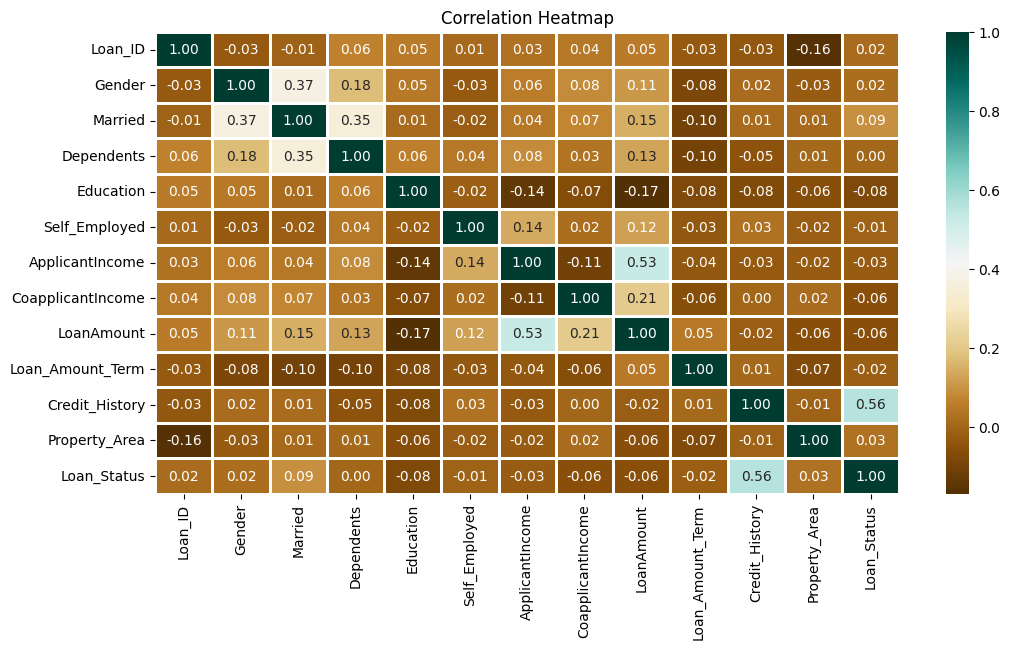 Correlation Heatmap
Loan_ID 1.00 -0.03 -0.01 0.06 0.05 0.01 0.03 0.04 0.05 -0.03 -0.03 -0.16 0.02
Gender -0.03 1.00 0.37 0.18 0.05 -0.03 0.06 0.08 0.11 -0.08 0.02 -0.03 0.02
Married -0.01 0.37 1.00 0.35 0.01 -0.02 0.04 0.07 0.15 -0.10 0.01 0.01 0.09
Dependents 0.06 0.18 0.35 1.00 0.06 0.04 0.08 0.03 0.13 -0.10 -0.05 0.01 0.00
Education 0.05 0.05 0.01 0.06 1.00 -0.02 -0.14 -0.07 -0.17 -0.08 -0.08 -0.06 -0.08
Self_Employed 0.01 -0.03 -0.02 0.04 -0.02 1.00 0.14 0.02 0.12 -0.03 0.03 -0.02 -0.01
ApplicantIncome 0.03 0.06 0.04 0.08 -0.14 0.14 1.00 -0.11 0.53 -0.04 -0.03 -0.02 -0.03
CoapplicantIncome 0.04 0.08 0.07 0.03 -0.07 0.02 -0.11 1.00 0.21 -0.06 0.00 0.02 -0.06
LoanAmount 0.05 0.11 0.15 0.13 -0.17 0.12 0.53 0.21 1.00 0.05 -0.02 -0.06 -0.06
Loan_Amount_Term -0.03 -0.08 -0.10 -0.10 -0.08 -0.03 -0.04 -0.06 0.05 1.00 0.01 -0.07 -0.02
Credit_History -0.03 0.02 0.01 -0.05 -0.08 0.03 -0.03 0.00 -0.02 0.01 1.00 -0.01 0.56
Property_Area -0.16 -0.03 0.01 0.01 -0.06 -0.02 -0.02 0.02 -0.06 -0.07 -0.01 1.00 0.03
Loan_Status 0.02 0.02 0.09 0.00 -0.08 -0.01 -0.03 -0.06 -0.06 -0.02 0.56 0.03 1.00
Loan_ID
Gender
Married
Dependents
Education
Self_Employed
ApplicantIncome
CoapplicantIncome
LoanAmount
Loan_Amount_Term
Credit_History
Property_Area
Loan_Status
1.0
0.8
0.6
0.4
0.2
0.0